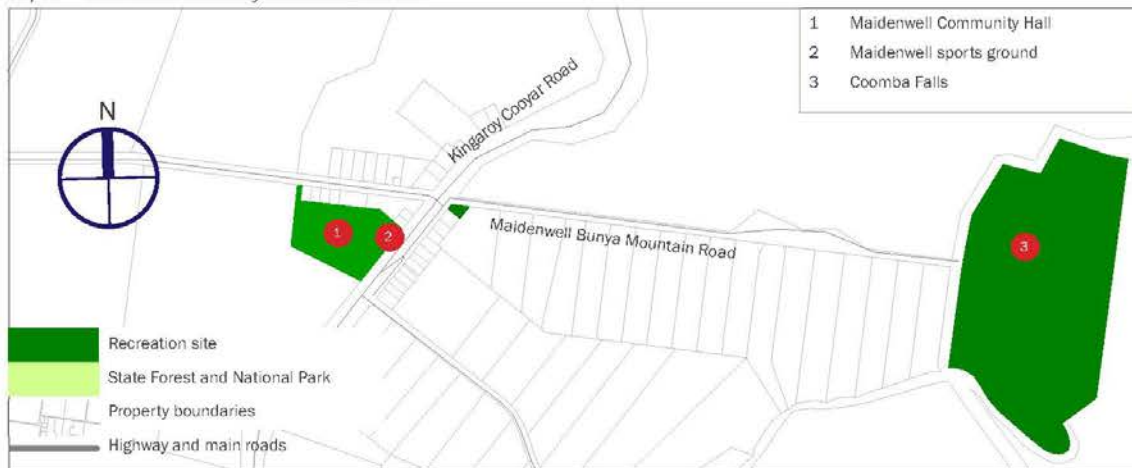 1 Maidenwell Community Hall
2 Maidenwell sports ground
3 Coomba Falls
N
Kingaroy Cooyar Road
Maidenwell Bunya Mountain Road
1
2
3
Recreation site
State Forest and National Park
Property boundaries
Highway and main roads